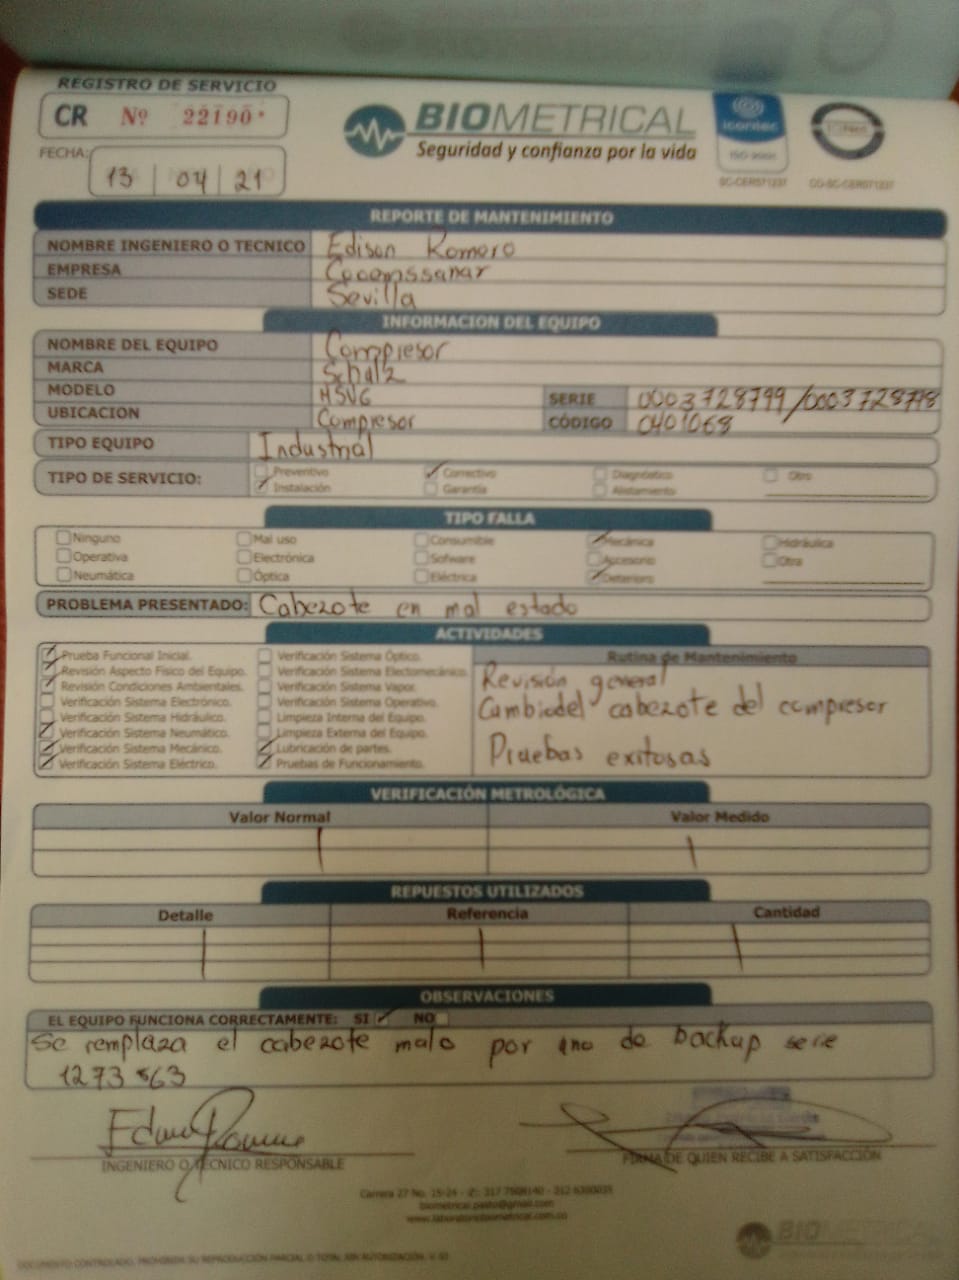 REGISTRO DE SERVICIO
CR Nº 22190
BIOMETRICAL
Seguridad y confianza por la vida
icontec
ISO 9001
SC-CER571237
CO-SC-CER571237
FECHA:
13 | 04 | 21
REPORTE DE MANTENIMIENTO
NOMBRE INGENIERO O TECNICO Edison Romero
EMPRESA Cocemssanar
SEDE Sevilla
INFORMACION DEL EQUIPO
NOMBRE DEL EQUIPO Compresor
MARCA Schulz
MODELO MSV6 SERIE 0003728799/0003728798
UBICACION Compresor CÓDIGO 0401068
TIPO EQUIPO Industrial
TIPO DE SERVICIO: Preventivo Correctivo Diagnóstico Otro
Instalación Garantía Alistamiento
TIPO FALLA
Ninguno Mal uso Consumible Mecánica Hidráulica
Operativa Electrónica Sofware Accesorio Otra
Neumática Óptica Eléctrica Deterioro
PROBLEMA PRESENTADO: Cabezote en mal estado
ACTIVIDADES
Prueba Funcional Inicial. Verificación Sistema Óptico. Rutina de Mantenimiento
Revisión Aspecto Físico del Equipo. Verificación Sistema Electomecánico. Revisión general
Revisión Condiciones Ambientales. Verificación Sistema Vapor.
Verificación Sistema Electrónico. Verificación Sistema Operativo. Cambiodel cabezote del compresor
Verificación Sistema Hidráulico. Limpieza Interna del Equipo.
Verificación Sistema Neumático. Limpieza Externa del Equipo.
Verificación Sistema Mecánico. Lubricación de partes. Pruebas exitosas
Verificación Sistema Eléctrico. Pruebas de Funcionamiento.
VERIFICACIÓN METROLÓGICA
Valor Normal Valor Medido
REPUESTOS UTILIZADOS
Detalle Referencia Cantidad
OBSERVACIONES
EL EQUIPO FUNCIONA CORRECTAMENTE: SI NO
Se remplaza el cabezote malo por uno de backup serie
INGENIERO O TECNICO RESPONSABLE
FIRMA DE QUIEN RECIBE A SATISFACCIÓN
Carrera 27 No. 15-24 - 317 7508140 - 312 6300035
biometrical.pasto@gmail.com
www.laboratoriobiometrical.com.co
BIOMETRICAL
DOCUMENTO CONTROLADO, PROHIBIDA SU REPRODUCCIÓN PARCIAL O TOTAL SIN AUTORIZACIÓN. V 03